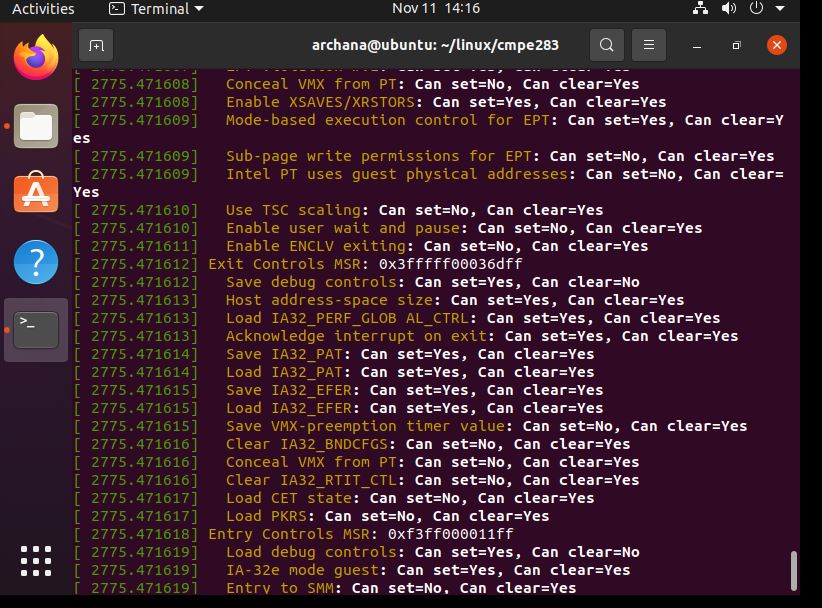 Activities
Terminal
Nov 11 14:16
archana@ubuntu: ~/linux/cmpe283
[ 2775.471608]   Conceal VMX from PT: Can set=No, Can clear=Yes
[ 2775.471608]   Enable XSAVES/XRSTORS: Can set=Yes, Can clear=Yes
[ 2775.471609]   Mode-based execution control for EPT: Can set=Yes, Can clear=Y
es
[ 2775.471609]   Sub-page write permissions for EPT: Can set=No, Can clear=Yes
[ 2775.471609]   Intel PT uses guest physical addresses: Can set=No, Can clear=
Yes
[ 2775.471610]   Use TSC scaling: Can set=No, Can clear=Yes
[ 2775.471610]   Enable user wait and pause: Can set=No, Can clear=Yes
[ 2775.471611]   Enable ENCLV exiting: Can set=No, Can clear=Yes
[ 2775.471612] Exit Controls MSR: 0x3fffff00036dff
[ 2775.471612]   Save debug controls: Can set=Yes, Can clear=No
[ 2775.471613]   Host address-space size: Can set=Yes, Can clear=Yes
[ 2775.471613]   Load IA32_PERF_GLOB AL_CTRL: Can set=Yes, Can clear=Yes
[ 2775.471613]   Acknowledge interrupt on exit: Can set=Yes, Can clear=Yes
[ 2775.471614]   Save IA32_PAT: Can set=Yes, Can clear=Yes
[ 2775.471614]   Load IA32_PAT: Can set=Yes, Can clear=Yes
[ 2775.471615]   Save IA32_EFER: Can set=Yes, Can clear=Yes
[ 2775.471615]   Load IA32_EFER: Can set=Yes, Can clear=Yes
[ 2775.471615]   Save VMX-preemption timer value: Can set=No, Can clear=Yes
[ 2775.471616]   Clear IA32_BNDCFGS: Can set=No, Can clear=Yes
[ 2775.471616]   Conceal VMX from PT: Can set=No, Can clear=Yes
[ 2775.471616]   Clear IA32_RTIT_CTL: Can set=No, Can clear=Yes
[ 2775.471617]   Load CET state: Can set=No, Can clear=Yes
[ 2775.471617]   Load PKRS: Can set=No, Can clear=Yes
[ 2775.471618] Entry Controls MSR: 0xf3ff000011ff
[ 2775.471619]   Load debug controls: Can set=Yes, Can clear=No
[ 2775.471619]   IA-32e mode guest: Can set=Yes, Can clear=Yes
[ 2775.471619]   Entry to SMM: Can set=No, Can clear=Yes